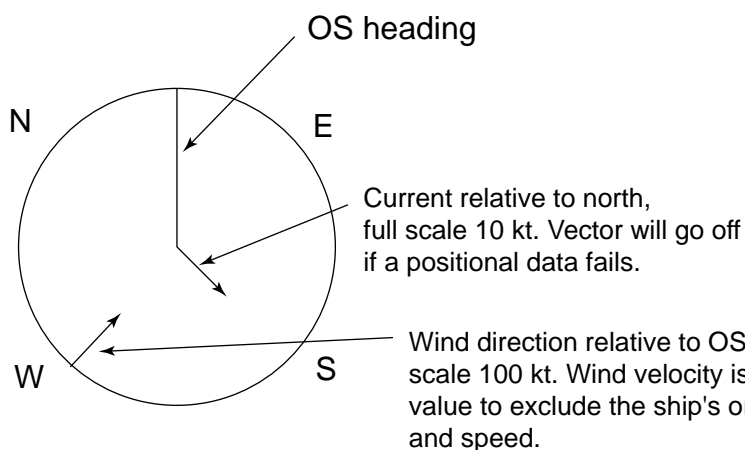 OS heading
N
E
Current relative to north,
full scale 10 kt. Vector will go off
if a positional data fails.
Wind direction relative to OS
scale 100 kt. Wind velocity is
value to exclude the ship's
and speed.
W
S